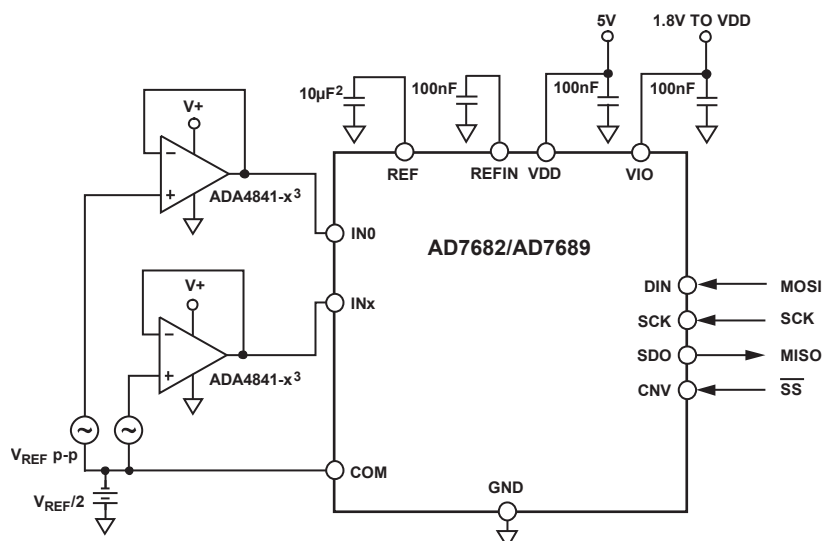 5V
1.8V TO VDD
V+
10µF²
100nF
100nF
100nF
REF
REFIN
VDD
VIO
–
+
ADA4841-x³
IN0
AD7682/AD7689
V+
INx
DIN
MOSI
SCK
SCK
–
+
ADA4841-x³
SDO
MISO
CNV
SS
VREF p-p
COM
VREF/2
GND